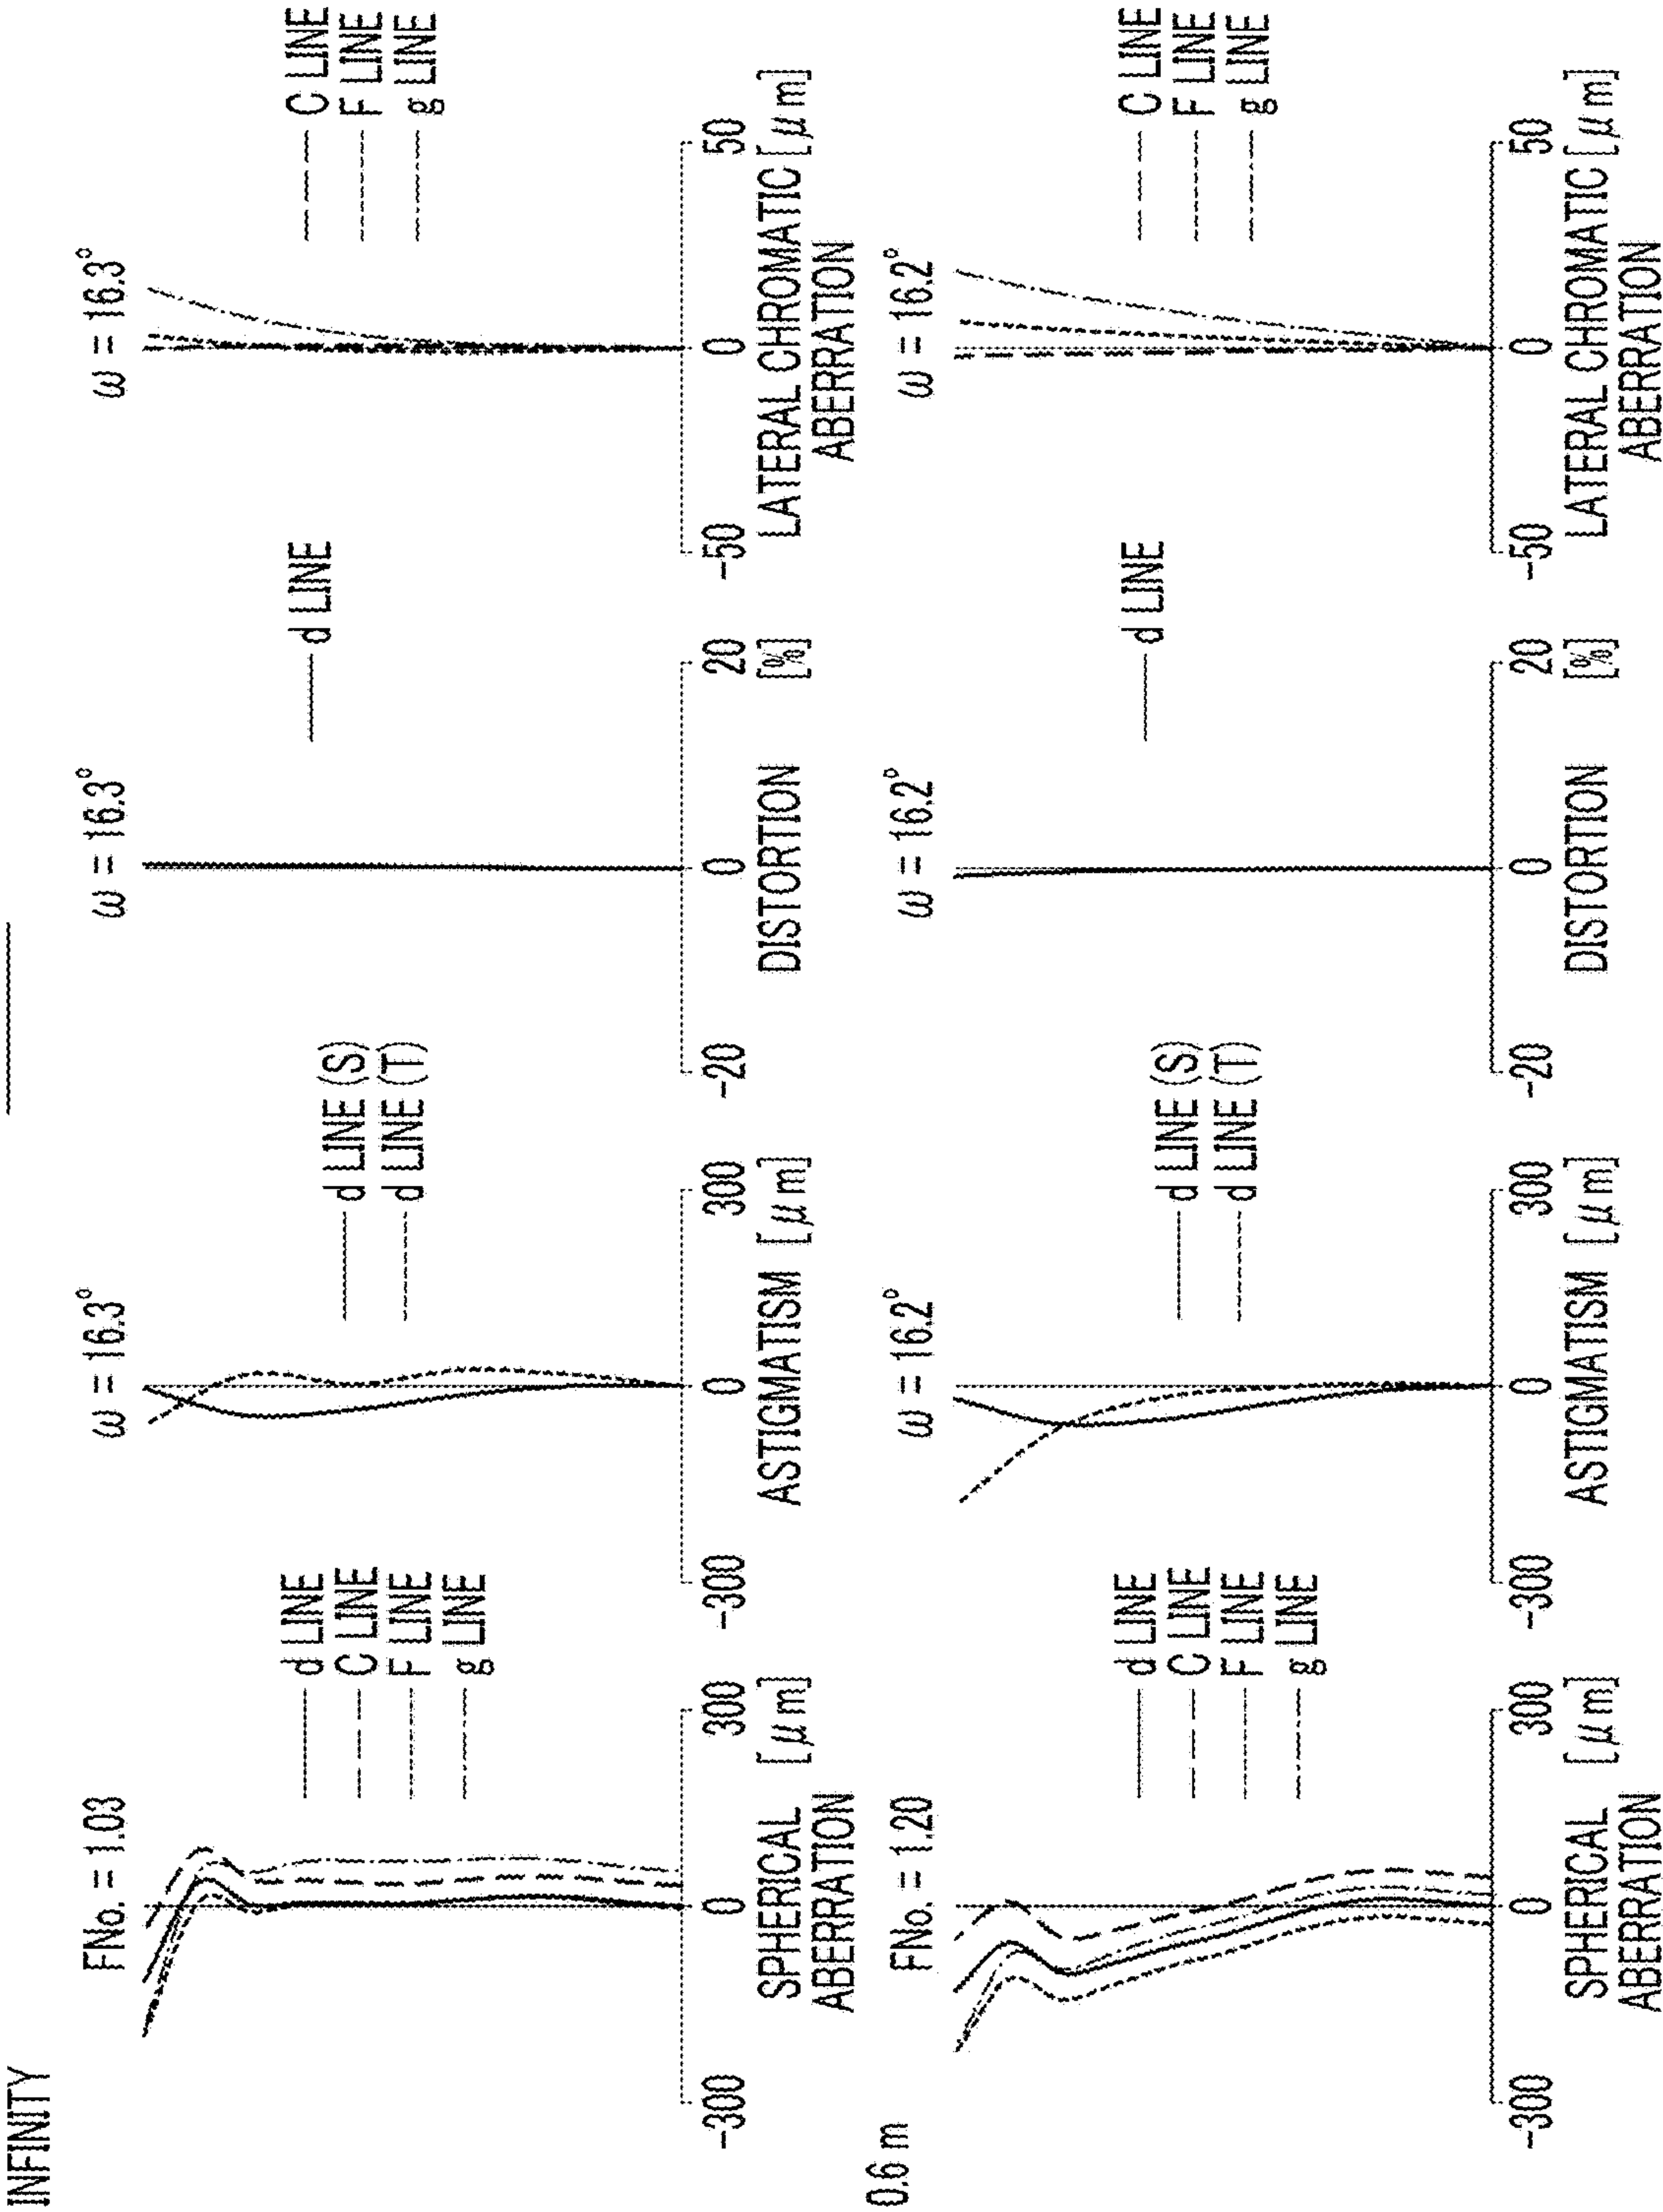 INFINITY
FNo. = 1.03
d LINE
C LINE
F LINE
g LINE
-300
0
300
SPHERICAL
ABERRATION
[μm]
ω = 16.3°
d LINE (S)
d LINE (T)
-300
0
300
ASTIGMATISM [μm]
ω = 16.3°
d LINE
-20
0
20
DISTORTION
[%]
ω = 16.3°
C LINE
F LINE
g LINE
-50
0
50
LATERAL CHROMATIC [μm]
ABERRATION
0.6 m
FNo. = 1.20
d LINE
C LINE
F LINE
g LINE
-300
0
300
SPHERICAL
ABERRATION
[μm]
ω = 16.2°
d LINE (S)
d LINE (T)
-300
0
300
ASTIGMATISM [μm]
ω = 16.2°
d LINE
-20
0
20
DISTORTION
[%]
ω = 16.2°
C LINE
F LINE
g LINE
-50
0
50
LATERAL CHROMATIC [μm]
ABERRATION